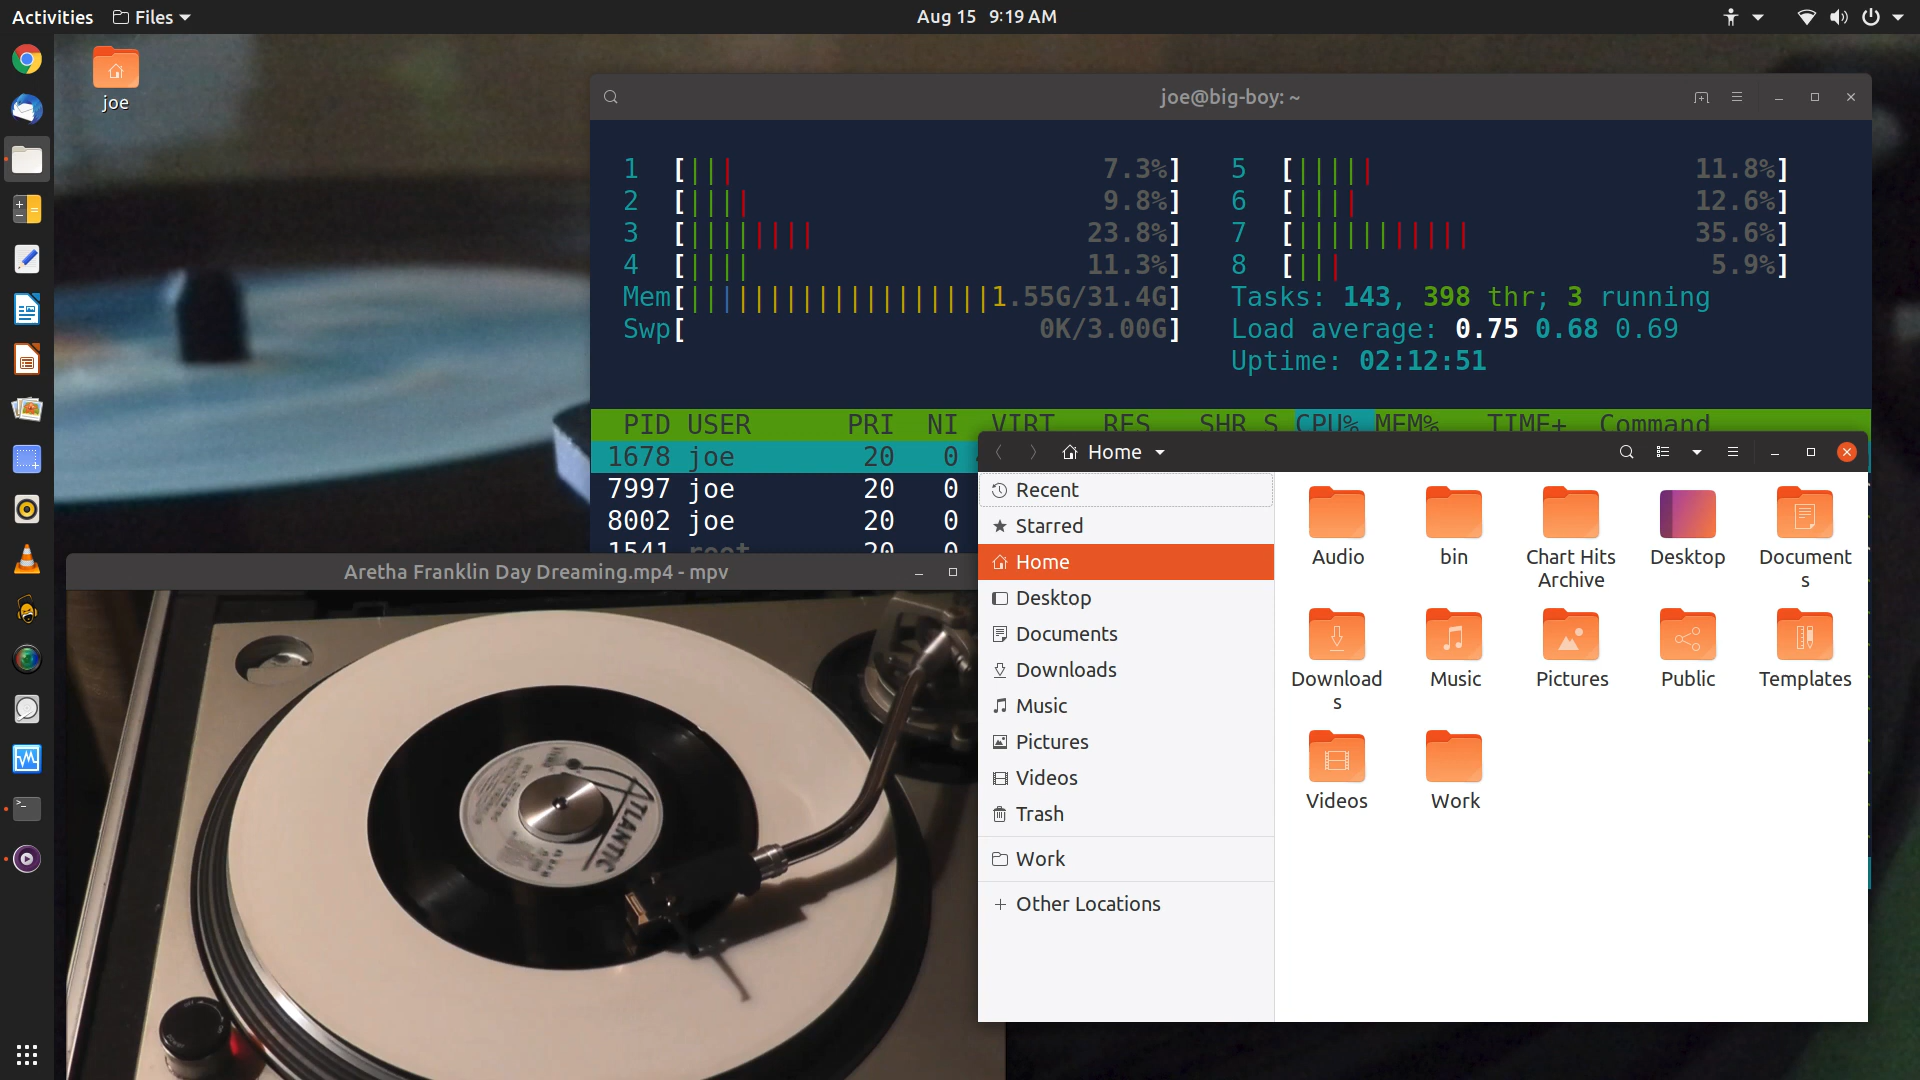 Activities Files Aug 15 9:19 AM
joe
joe@big-boy: ~
1 [||| 7.3%] 5 [||||| 11.8%]
2 [|||| 9.8%] 6 [|||| 12.6%]
3 [|||||||| 23.8%] 7 [||||||||||| 35.6%]
4 [|||| 11.3%] 8 [||| 5.9%]
Mem[|||||||||||||||||||1.55G/31.4G] Tasks: 143, 398 thr; 3 running
Swp[ 0K/3.00G] Load average: 0.75 0.68 0.69
Uptime: 02:12:51
PID USER PRI NI VIRT RES SHR S CPU% MEM% TIME+ Command
1678 joe 20 0
7997 joe 20 0
8002 joe 20 0
1541 root 20 0
Home
Recent
Starred
Home
Desktop
Documents
Downloads
Music
Pictures
Videos
Trash
Work
Other Locations
Audio bin Chart Hits Desktop Document
Archive s
Download Music Pictures Public Templates
s
Videos Work
Aretha Franklin Day Dreaming.mp4 - mpv
ATLANTIC